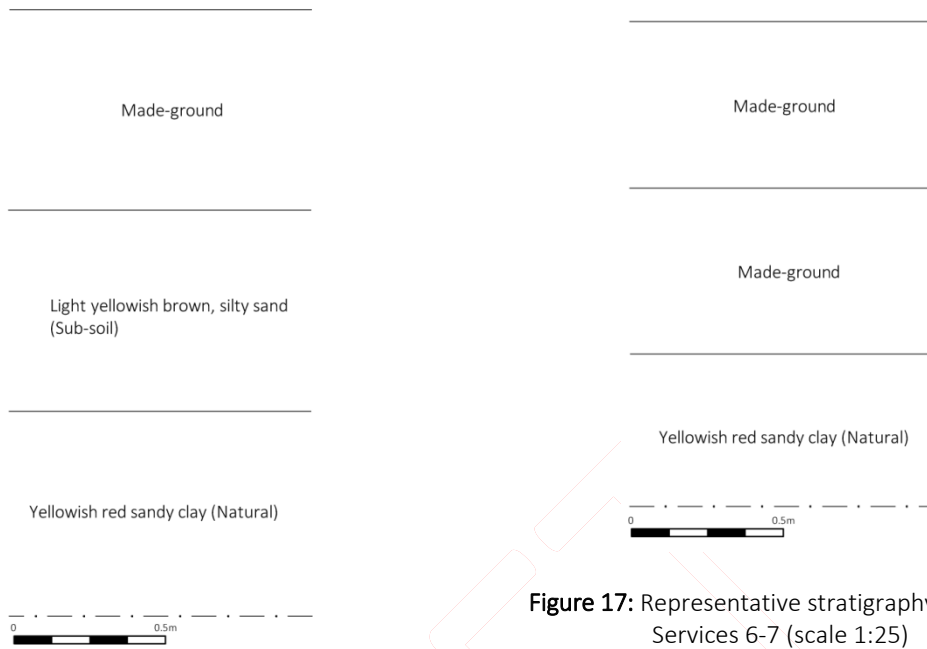 Made-ground
Light yellowish brown, silty sand
(Sub-soil)
Yellowish red sandy clay (Natural)
0 0.5m
Made-ground
Made-ground
Yellowish red sandy clay (Natural)
0 0.5m
Figure 17: Representative stratigraphy
Services 6-7 (scale 1:25)